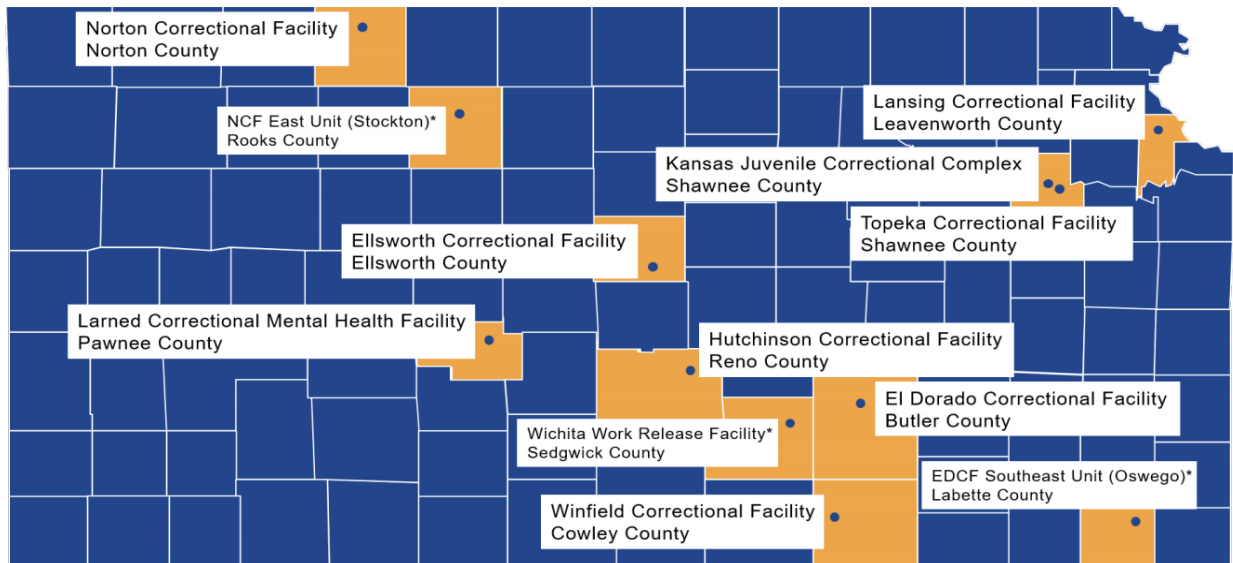 Norton Correctional Facility
Norton County
NCF East Unit (Stockton)*
Rooks County
Lansing Correctional Facility
Leavenworth County
Kansas Juvenile Correctional Complex
Shawnee County
Topeka Correctional Facility
Shawnee County
Ellsworth Correctional Facility
Ellsworth County
Larned Correctional Mental Health Facility
Pawnee County
Hutchinson Correctional Facility
Reno County
El Dorado Correctional Facility
Butler County
Wichita Work Release Facility*
Sedgwick County
EDCF Southeast Unit (Oswego)*
Labette County
Winfield Correctional Facility
Cowley County